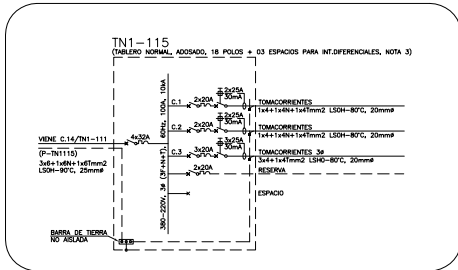 TN1-115
(TABLERO NORMAL, ADOSADO, 18 POLOS + 03 ESPACIOS PARA INT.DIFERENCIALES, NOTA 3)
380-220V, 3ø (3F+N+T), 60Hz, 100A, 10kA
2x25A
30mA
C.1
2x20A
TOMACORRIENTES
1x4+1x4N+1x4Tmm2 LSOH-80°C, 20mmø
2x25A
30mA
C.2
2x20A
TOMACORRIENTES
1x4+1x4N+1x4Tmm2 LSOH-80°C, 20mmø
VIENE C.14/TN1-111
4x32A
(P-TN1115)
3x6+1x6N+1x6Tmm2
LSOH-90°C, 25mmø
3x25A
30mA
C.3
3x20A
TOMACORRIENTES 3ø
3x4+1x4Tmm2 LSHO-80°C, 20mmø
2x20A
RESERVA
ESPACIO
BARRA DE TIERRA
NO AISLADA